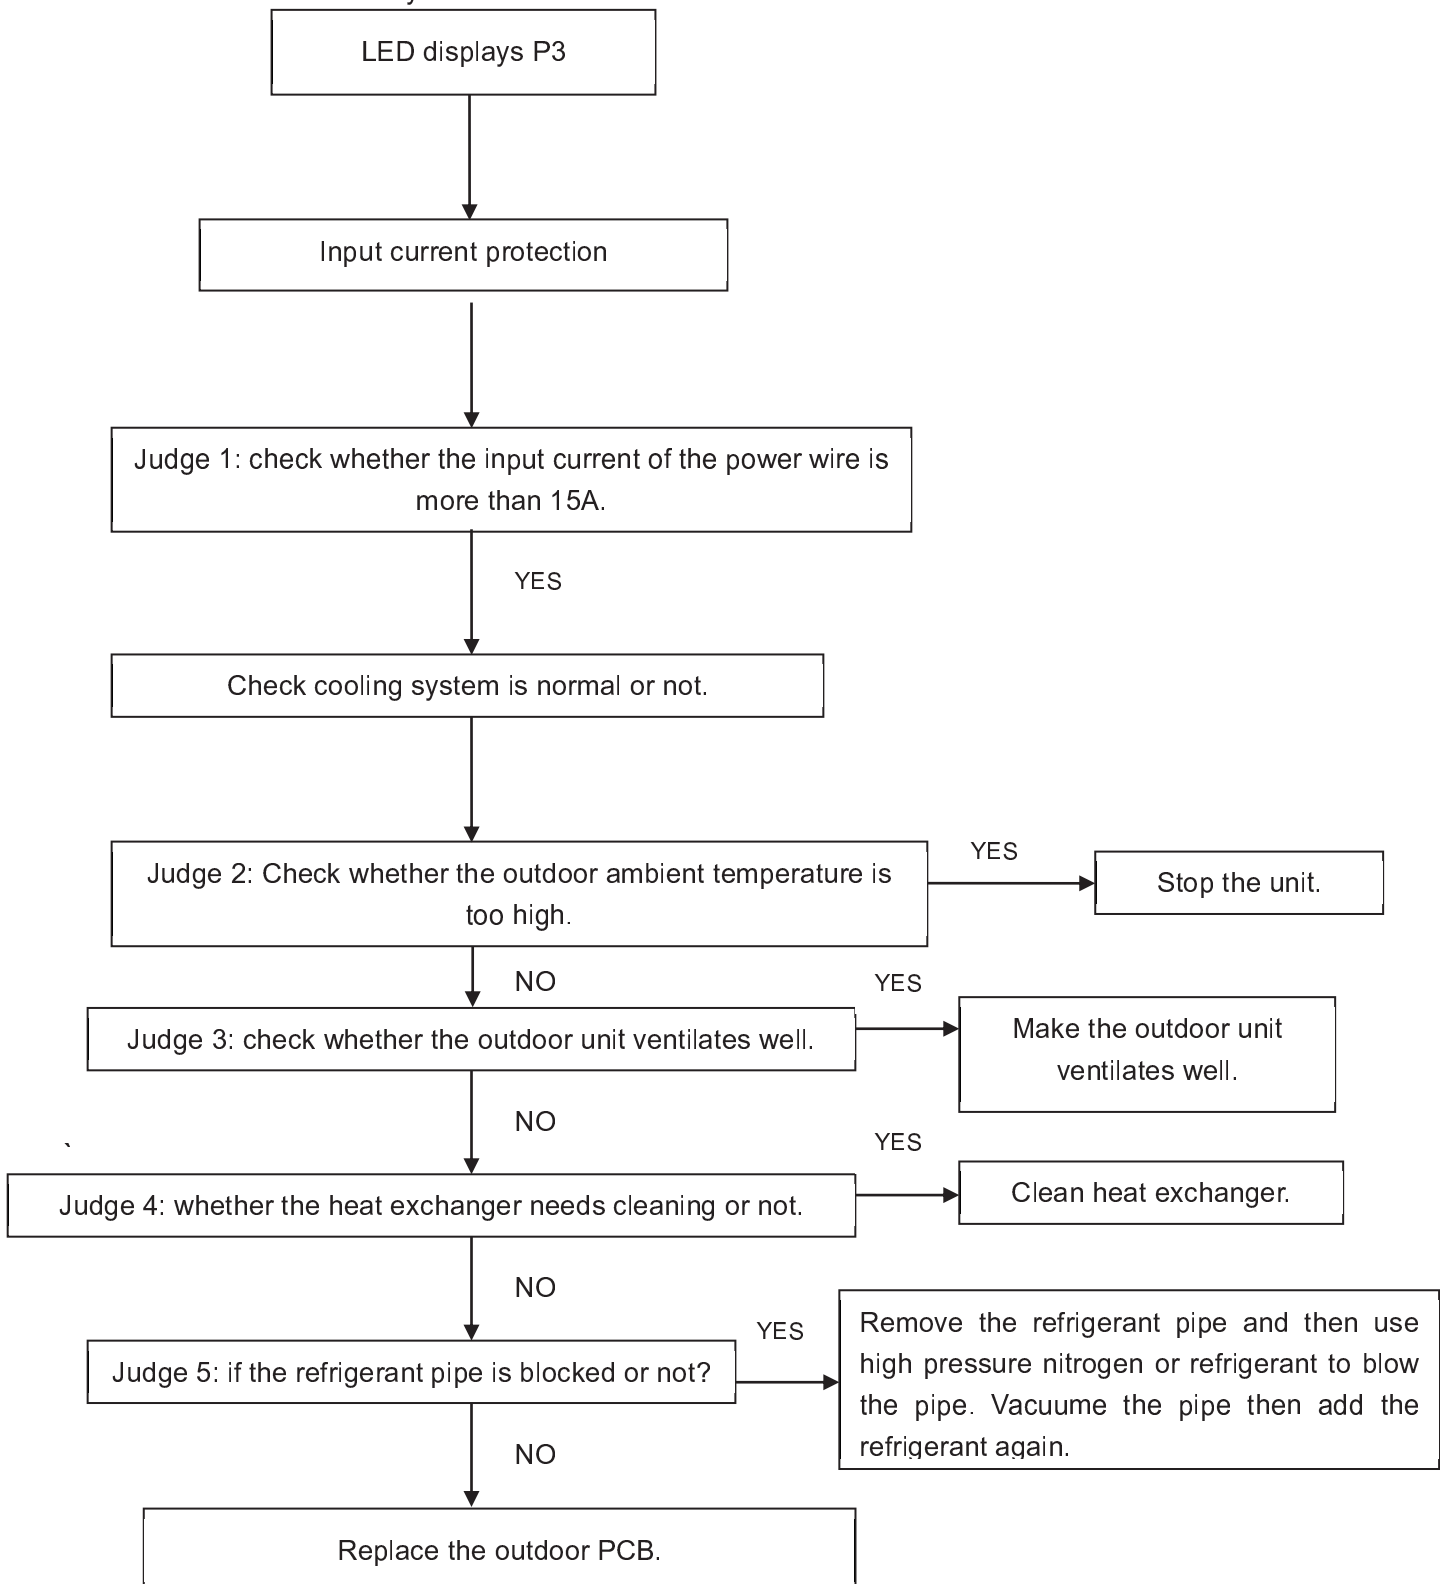 LED displays P3
Input current protection
Judge 1: check whether the input current of the power wire is
more than 15A.
YES
Check cooling system is normal or not.
Judge 2: Check whether the outdoor ambient temperature is
too high.
YES
Stop the unit.
NO
YES
Judge 3: check whether the outdoor unit ventilates well.
Make the outdoor unit
ventilates well.
NO
YES
Judge 4: whether the heat exchanger needs cleaning or not.
Clean heat exchanger.
NO
YES
Judge 5: if the refrigerant pipe is blocked or not?
Remove the refrigerant pipe and then use
high pressure nitrogen or refrigerant to blow
the pipe. Vacuume the pipe then add the
refrigerant again.
NO
Replace the outdoor PCB.